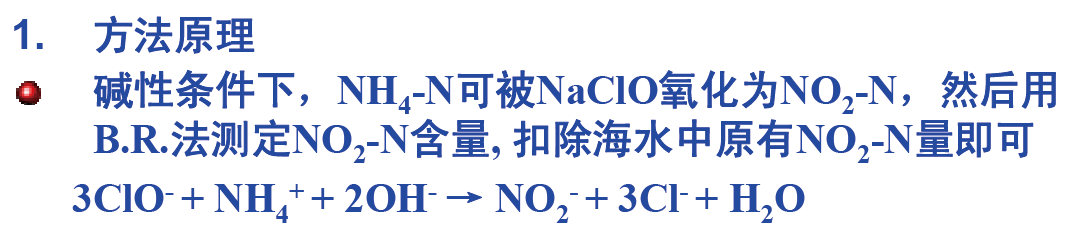 1. 方法原理
碱性条件下，NH₄-N可被NaClO氧化为NO₂-N，然后用
B.R.法测定NO₂-N含量, 扣除海水中原有NO₂-N量即可
3ClO⁻ + NH₄⁺ + 2OH⁻ → NO₂⁻ + 3Cl⁻ + H₂O